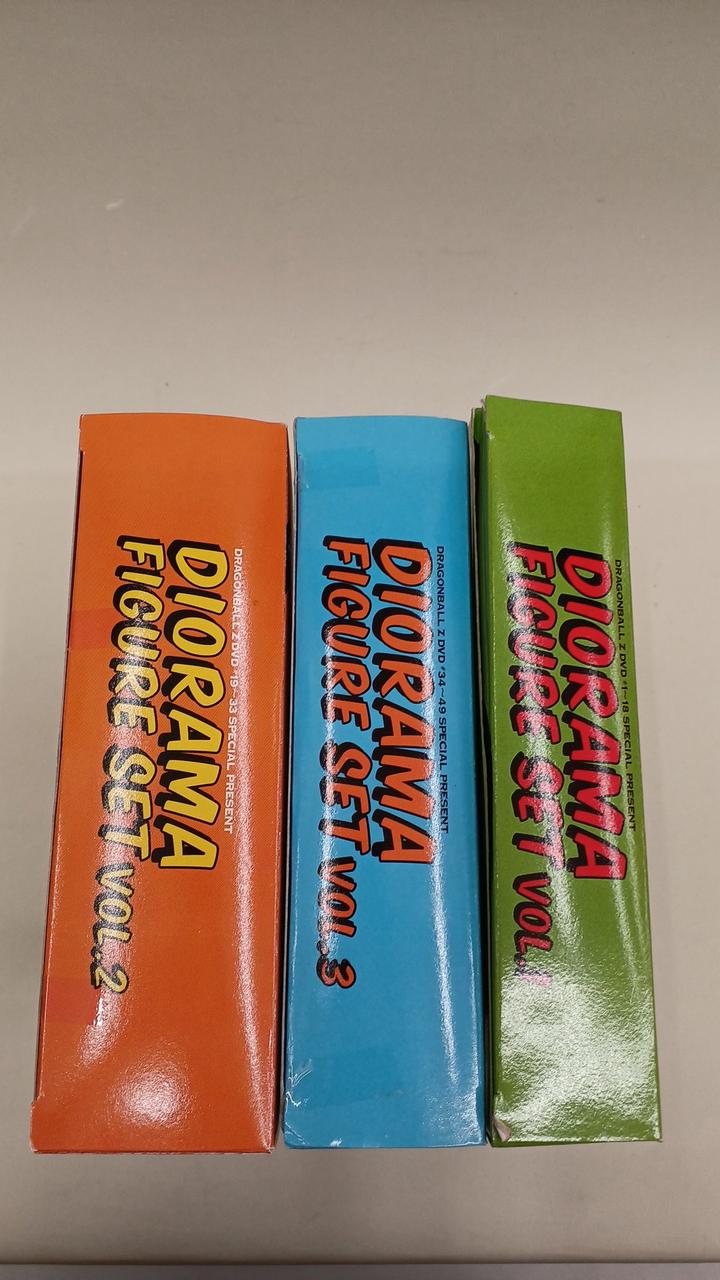 DRAGONBALL Z DVD #19~33 SPECIAL PRESENT
DIORAMA
FIGURE SET VOL.2
DRAGONBALL Z DVD #34~49 SPECIAL PRESENT
DIORAMA
FIGURE SET VOL.3
DRAGONBALL Z DVD #1~18 SPECIAL PRESENT
DIORAMA
FIGURE SET VOL.1